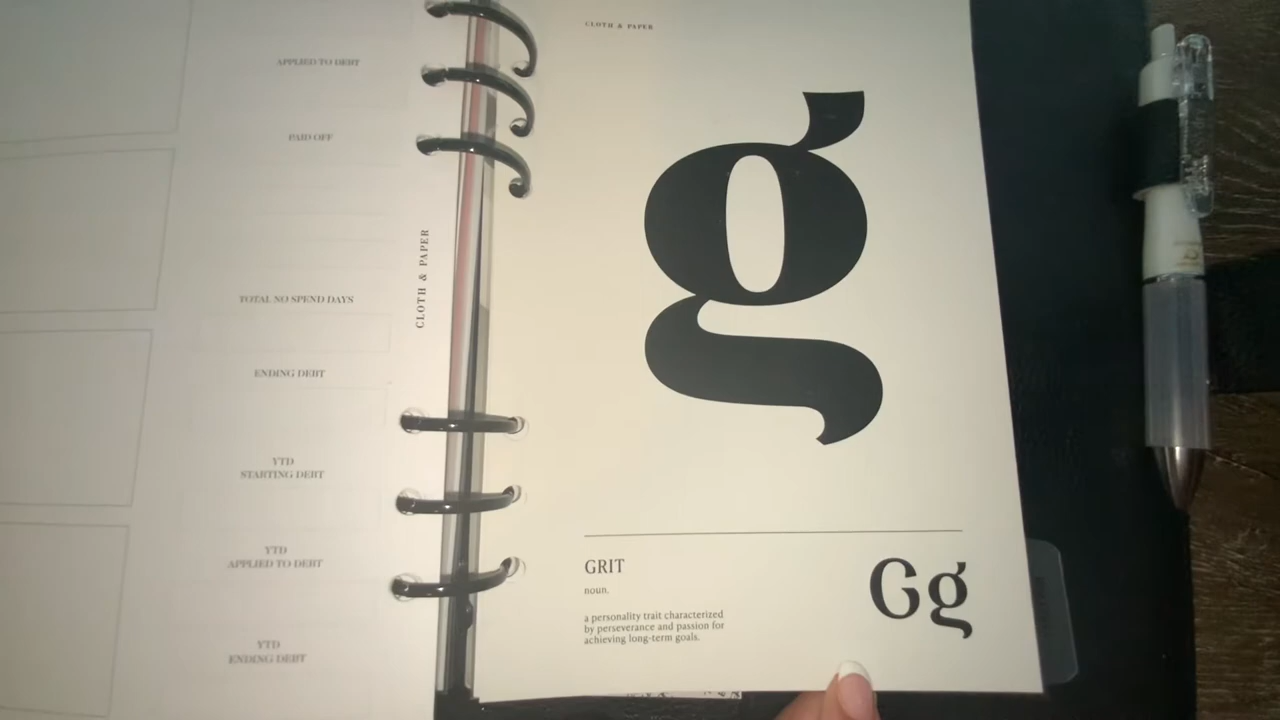 APPLIED TO DEBT
PAID OFF
TOTAL NO SPEND DAYS
ENDING DEBT
YTD
STARTING DEBT
YTD
APPLIED TO DEBT
YTD
ENDING DEBT
CLOTH & PAPER
CLOTH & PAPER
g
GRIT
noun.
a personality trait characterized
by perseverance and passion for
achieving long-term goals.
Gg